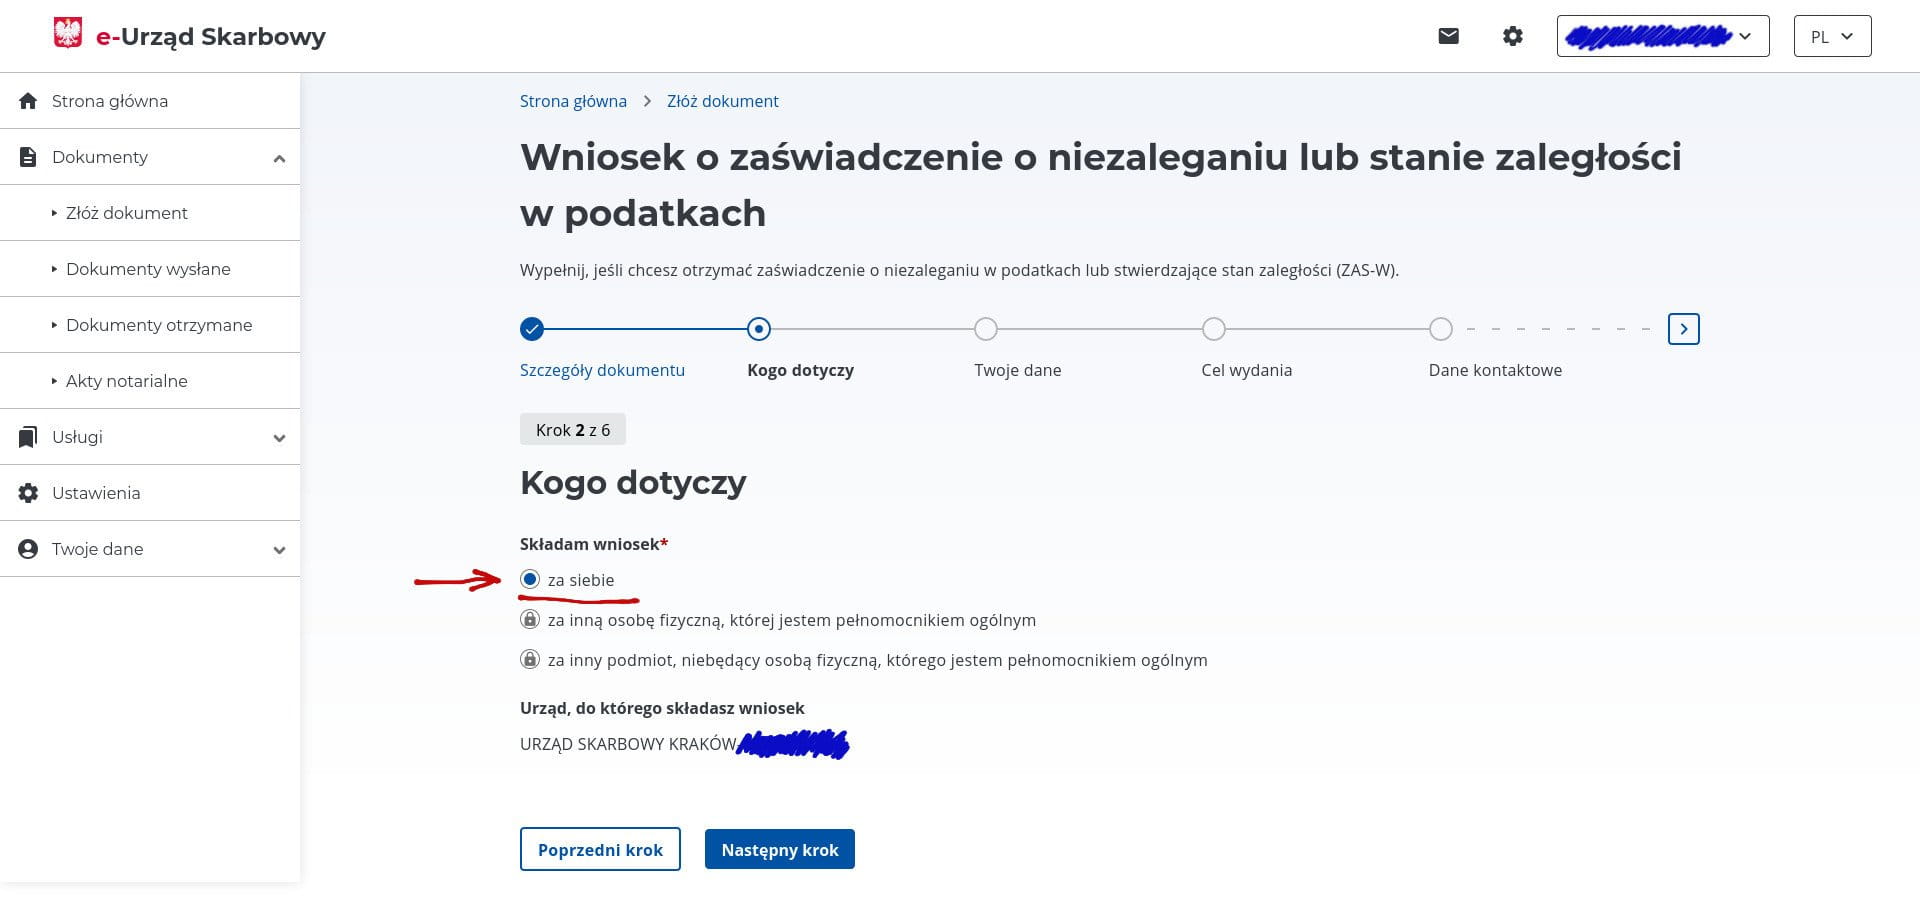 e-Urząd Skarbowy
PL
Strona główna
Dokumenty
Złóż dokument
Dokumenty wysłane
Dokumenty otrzymane
Akty notarialne
Usługi
Ustawienia
Twoje dane
Strona główna > Złóż dokument
Wniosek o zaświadczenie o niezaleganiu lub stanie zaległości
w podatkach
Wypełnij, jeśli chcesz otrzymać zaświadczenie o niezaleganiu w podatkach lub stwierdzające stan zaległości (ZAS-W).
Szczegóły dokumentu Kogo dotyczy Twoje dane Cel wydania Dane kontaktowe
Krok 2 z 6
Kogo dotyczy
Składam wniosek*
za siebie
za inną osobę fizyczną, której jestem pełnomocnikiem ogólnym
za inny podmiot, niebędący osobą fizyczną, którego jestem pełnomocnikiem ogólnym
Urząd, do którego składasz wniosek
URZĄD SKARBOWY KRAKÓW-
Poprzedni krok Następny krok